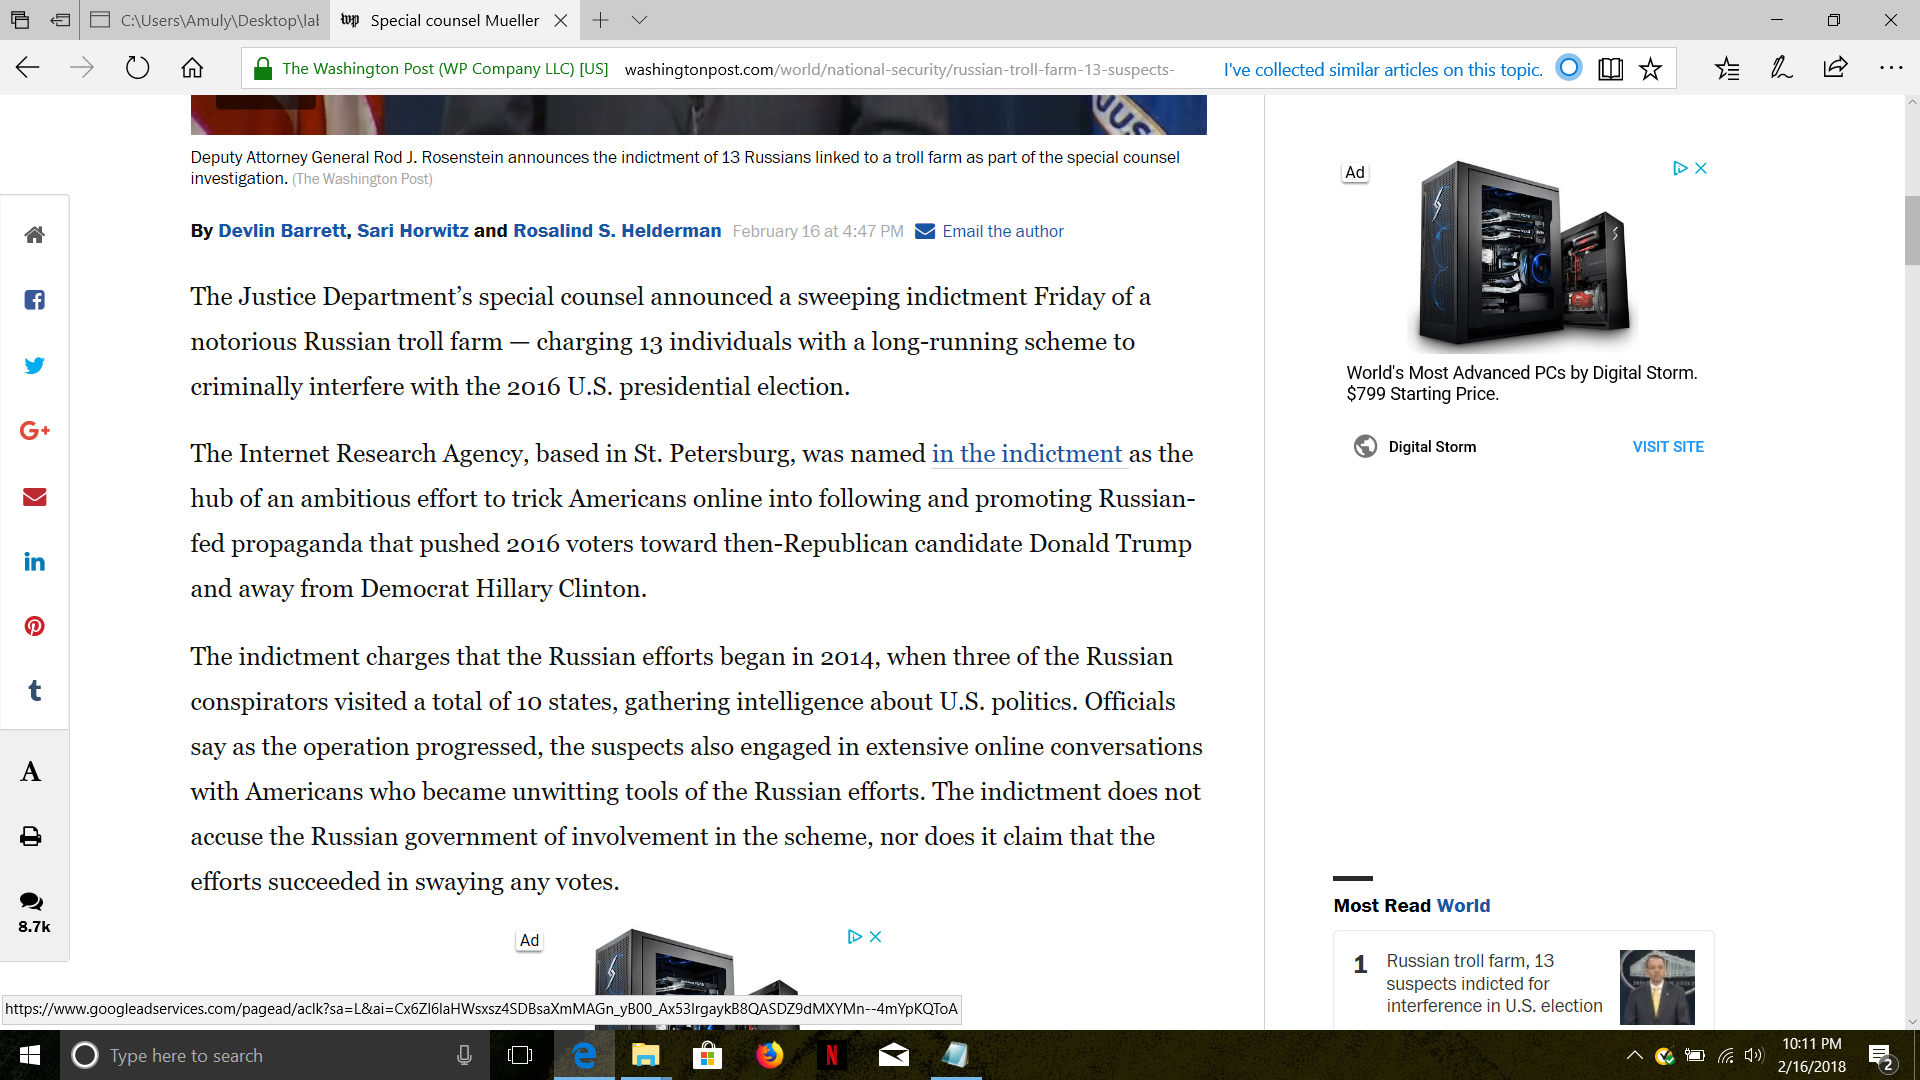 C:\Users\Amuly\Desktop\lab
wp Special counsel Mueller
The Washington Post (WP Company LLC) [US] washingtonpost.com/world/national-security/russian-troll-farm-13-suspects- I've collected similar articles on this topic.
JUS
Deputy Attorney General Rod J. Rosenstein announces the indictment of 13 Russians linked to a troll farm as part of the special counsel
investigation. (The Washington Post)
By Devlin Barrett, Sari Horwitz and Rosalind S. Helderman February 16 at 4:47 PM Email the author
The Justice Department’s special counsel announced a sweeping indictment Friday of a
notorious Russian troll farm — charging 13 individuals with a long-running scheme to
criminally interfere with the 2016 U.S. presidential election.
The Internet Research Agency, based in St. Petersburg, was named in the indictment as the
hub of an ambitious effort to trick Americans online into following and promoting Russian-
fed propaganda that pushed 2016 voters toward then-Republican candidate Donald Trump
and away from Democrat Hillary Clinton.
The indictment charges that the Russian efforts began in 2014, when three of the Russian
conspirators visited a total of 10 states, gathering intelligence about U.S. politics. Officials
say as the operation progressed, the suspects also engaged in extensive online conversations
with Americans who became unwitting tools of the Russian efforts. The indictment does not
accuse the Russian government of involvement in the scheme, nor does it claim that the
efforts succeeded in swaying any votes.
G+
in
t
A
8.7k
Ad
Ad
World's Most Advanced PCs by Digital Storm.
$799 Starting Price.
Digital Storm VISIT SITE
Most Read World
1 Russian troll farm, 13
suspects indicted for
interference in U.S. election
https://www.googleadservices.com/pagead/aclk?sa=L&ai=Cx6ZI6IaHWsxsz4SDBsaXmMAGn_yB00_Ax53IrgaykB8QASDZ9dMXYMn--4mYpKQToA
Type here to search
N
10:11 PM
2/16/2018
2